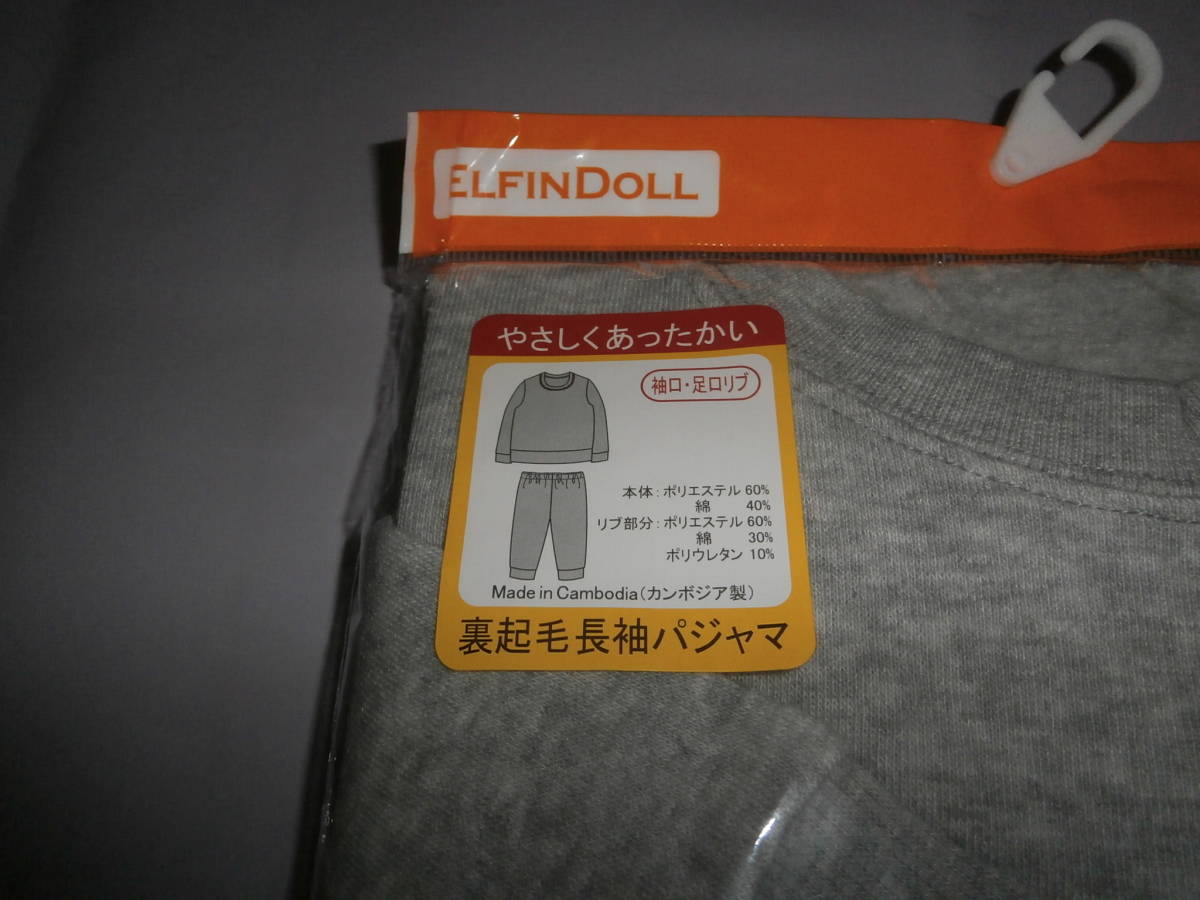 ELFINDOLL
やさしくあったかい
袖口・足口リブ
本体：ポリエステル 60%
綿 40%
リブ部分：ポリエステル 60%
綿 30%
ポリウレタン 10%
Made in Cambodia（カンボジア製）
裏起毛長袖パジャマ